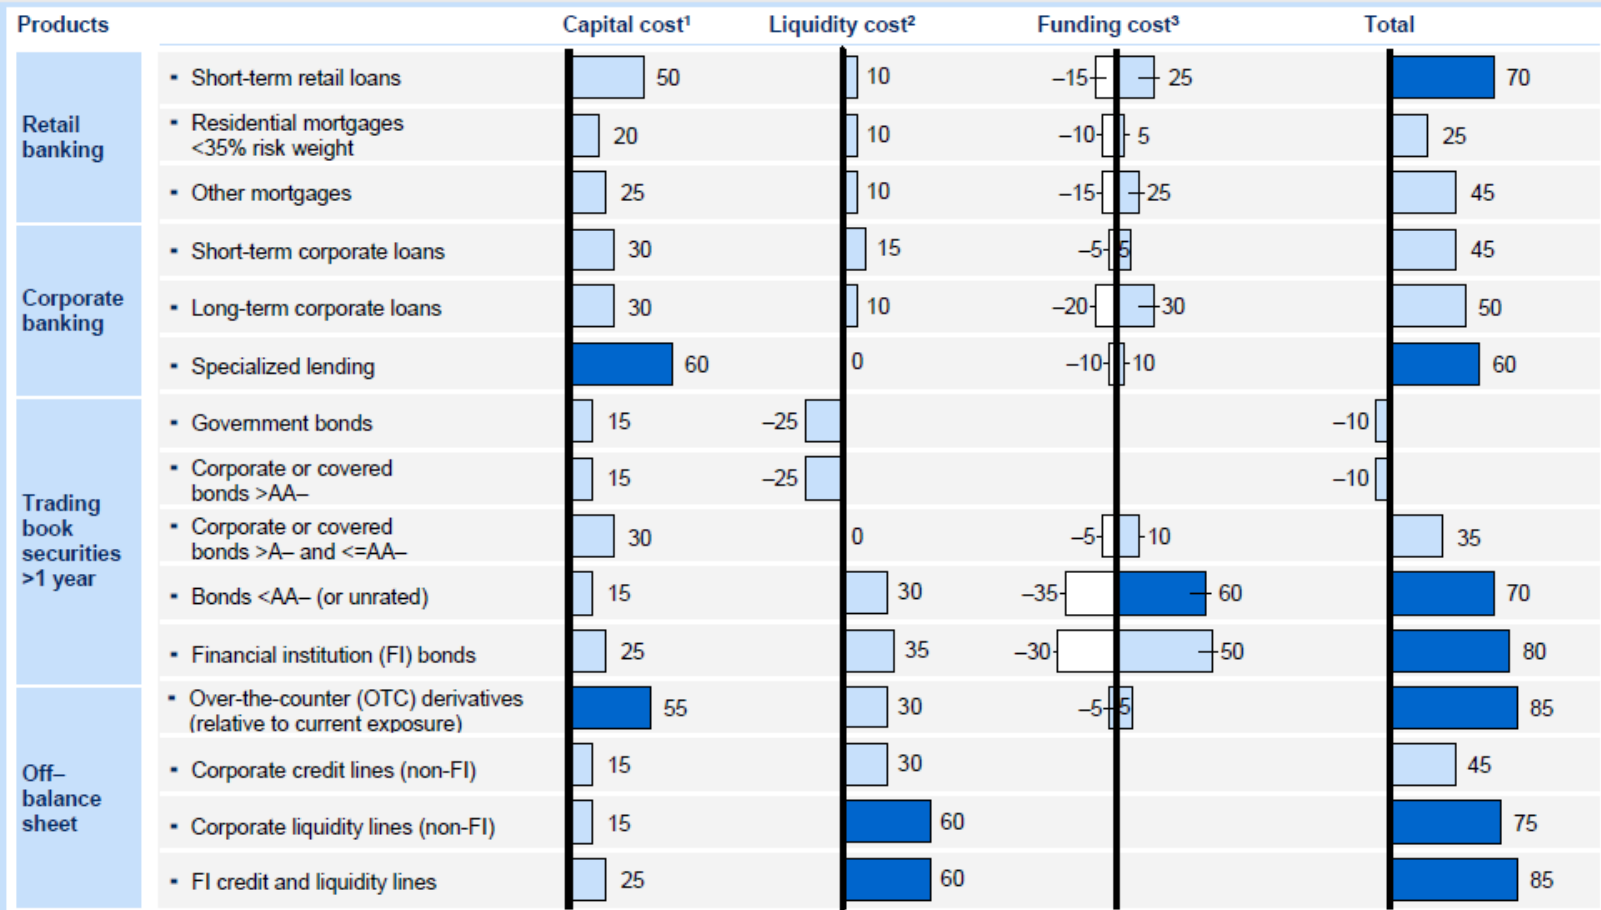 Products Capital cost¹ Liquidity cost² Funding cost³ Total
Retail
banking
▪ Short-term retail loans 50 10 –15 25 70
▪ Residential mortgages
<35% risk weight 20 10 –10 5 25
▪ Other mortgages 25 10 –15 25 45
Corporate
banking
▪ Short-term corporate loans 30 15 –5 5 45
▪ Long-term corporate loans 30 10 –20 30 50
▪ Specialized lending 60 0 –10 10 60
Trading
book
securities
>1 year
▪ Government bonds 15 –25 –10
▪ Corporate or covered
bonds >AA– 15 –25 –10
▪ Corporate or covered
bonds >A– and <=AA– 30 0 –5 10 35
▪ Bonds <AA– (or unrated) 15 30 –35 60 70
▪ Financial institution (FI) bonds 25 35 –30 50 80
Off–
balance
sheet
▪ Over-the-counter (OTC) derivatives
(relative to current exposure) 55 30 –5 5 85
▪ Corporate credit lines (non-FI) 15 30 45
▪ Corporate liquidity lines (non-FI) 15 60 75
▪ FI credit and liquidity lines 25 60 85